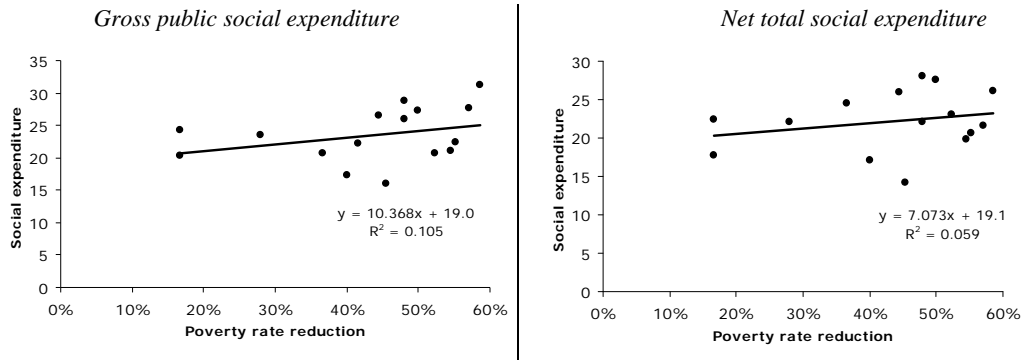 Gross public social expenditure
Social expenditure
35
30
25
20
15
10
5
0
y = 10.368x + 19.0
R² = 0.105
0% 10% 20% 30% 40% 50% 60%
Poverty rate reduction
Net total social expenditure
Social expenditure
30
25
20
15
10
5
0
y = 7.073x + 19.1
R² = 0.059
0% 10% 20% 30% 40% 50% 60%
Poverty rate reduction